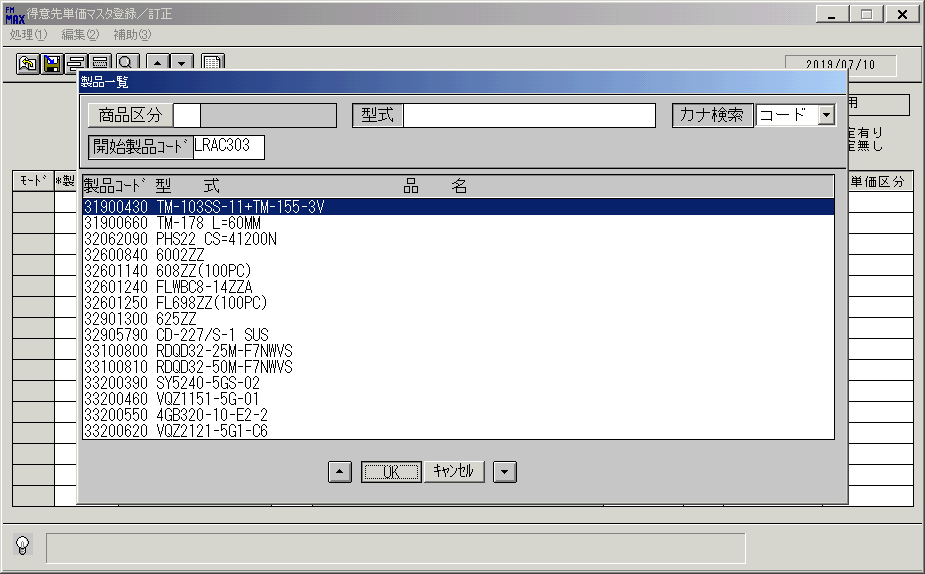 FM MAX 得意先単価マスタ登録／訂正
処理(1) 編集(2) 補助(3)
2019/07/10
製品一覧
商品区分 型式 カナ検索 コード
開始製品ｺｰﾄﾞ LRAC303
用
定有り
定無し
ﾓｰﾄﾞ *製 単価区分
製品ｺｰﾄﾞ 型 式 品 名
31900430 TM-103SS-11+TM-155-3V
31900660 TM-178 L=60MM
32062090 PHS22 CS=41200N
32600840 6002ZZ
32601140 608ZZ(100PC)
32601240 FLWBC8-14ZZA
32601250 FL698ZZ(100PC)
32901300 625ZZ
32905790 CD-227/S-1 SUS
33100800 RDQD32-25M-F7NWVS
33100810 RDQD32-50M-F7NWVS
33200390 SY5240-5GS-02
33200460 VQZ1151-5G-01
33200550 4GB320-10-E2-2
33200620 VQZ2121-5G1-C6
OK ｷｬﾝｾﾙ